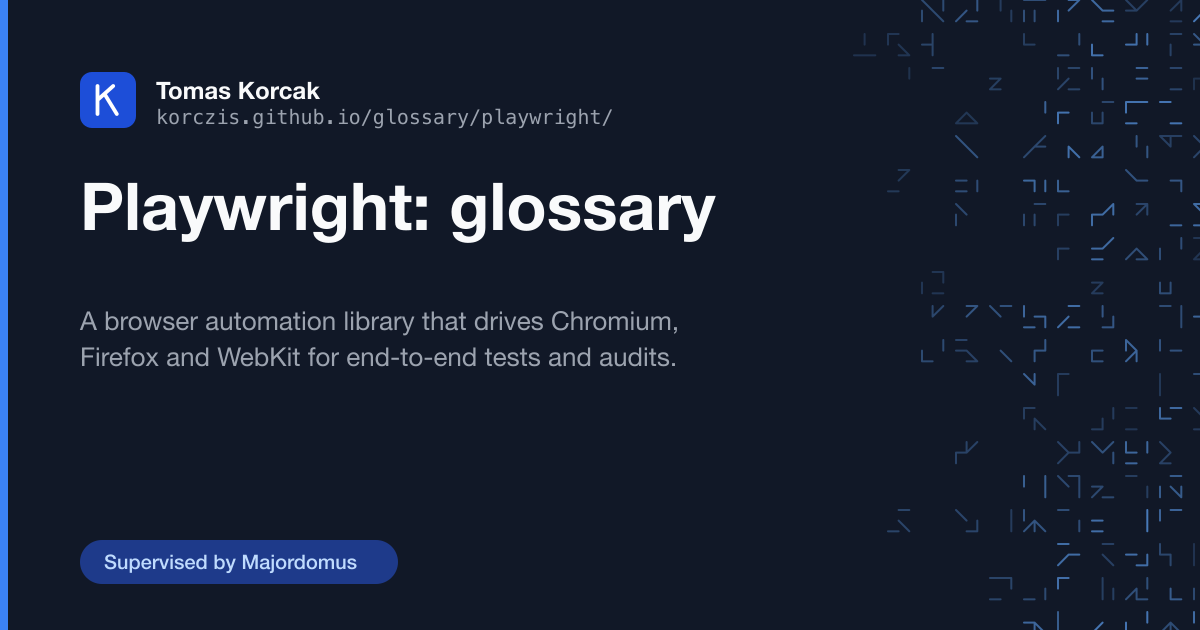 K
Tomas Korcak
korczis.github.io/glossary/playwright/
Playwright: glossary
A browser automation library that drives Chromium,
Firefox and WebKit for end-to-end tests and audits.
Supervised by Majordomus